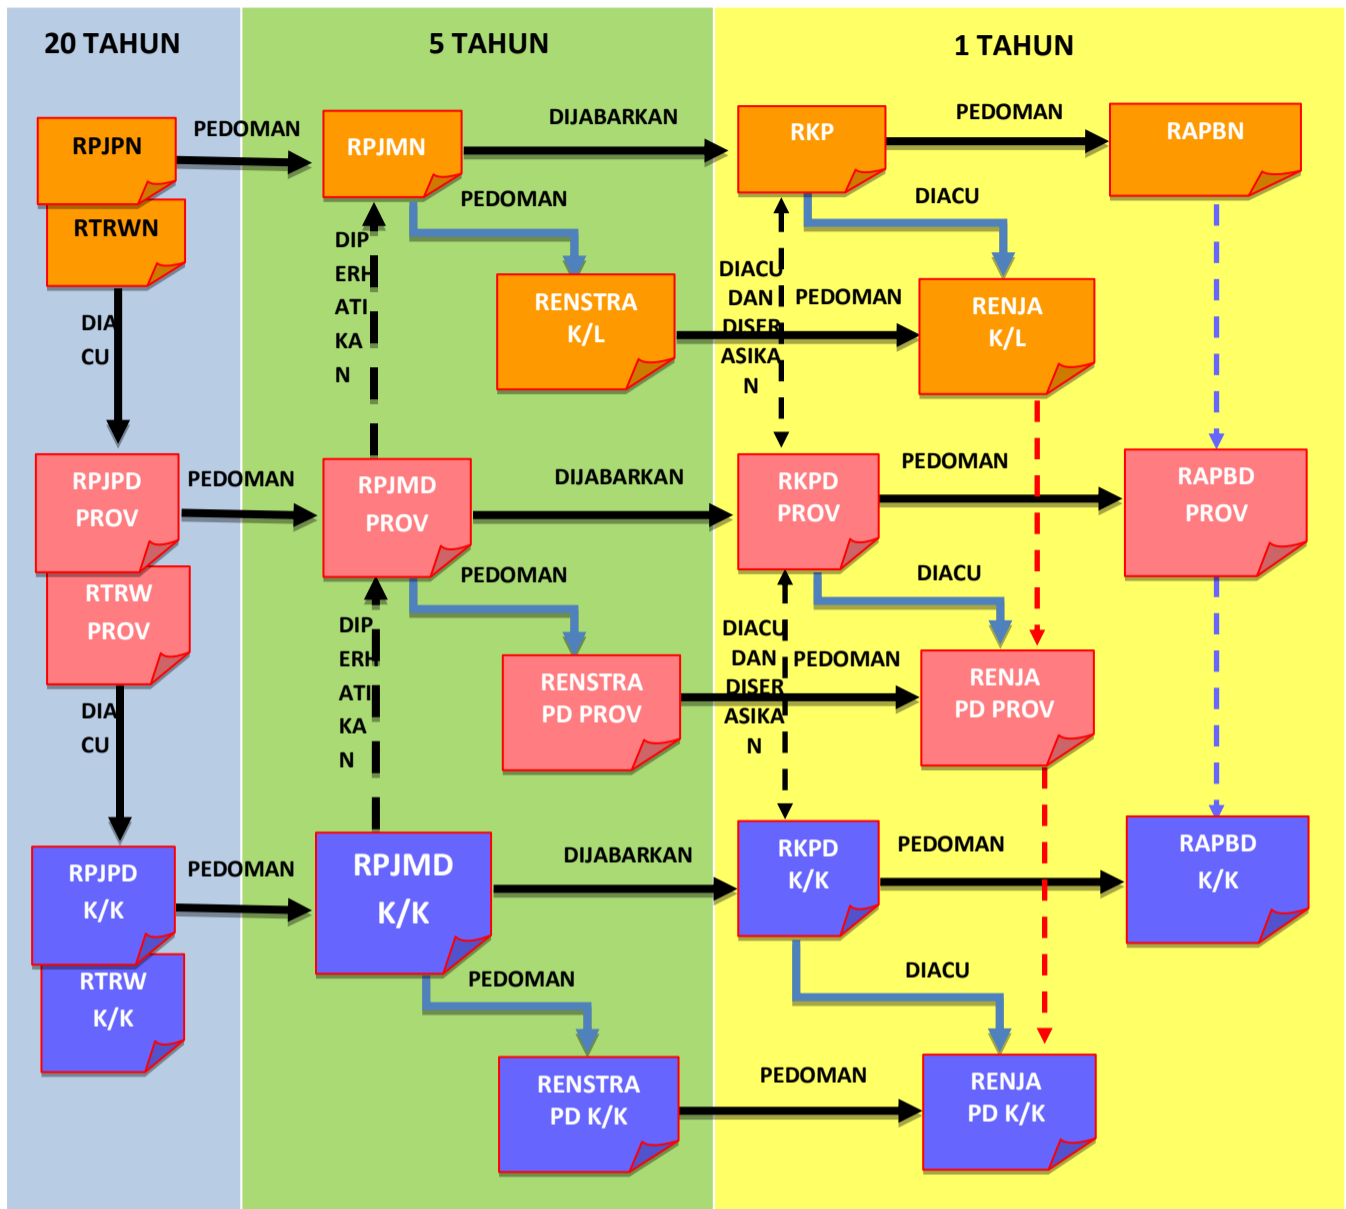 20 TAHUN
5 TAHUN
1 TAHUN
RPJPN
PEDOMAN
RPJMN
DIJABARKAN
RKP
PEDOMAN
RAPBN
RTRWN
PEDOMAN
DIACU
DIP
ERH
ATI
KA
N
RENSTRA
K/L
DIACU
DAN
DISER
ASIKA
N
PEDOMAN
RENJA
K/L
DIA
CU
RPJPD
PROV
PEDOMAN
RPJMD
PROV
DIJABARKAN
RKPD
PROV
PEDOMAN
RAPBD
PROV
RTRW
PROV
PEDOMAN
DIACU
DIP
ERH
ATI
KA
N
RENSTRA
PD PROV
DIACU
DAN
DISER
ASIKA
N
PEDOMAN
RENJA
PD PROV
DIA
CU
RPJPD
K/K
PEDOMAN
RPJMD
K/K
DIJABARKAN
RKPD
K/K
PEDOMAN
RAPBD
K/K
RTRW
K/K
PEDOMAN
DIACU
RENSTRA
PD K/K
PEDOMAN
RENJA
PD K/K